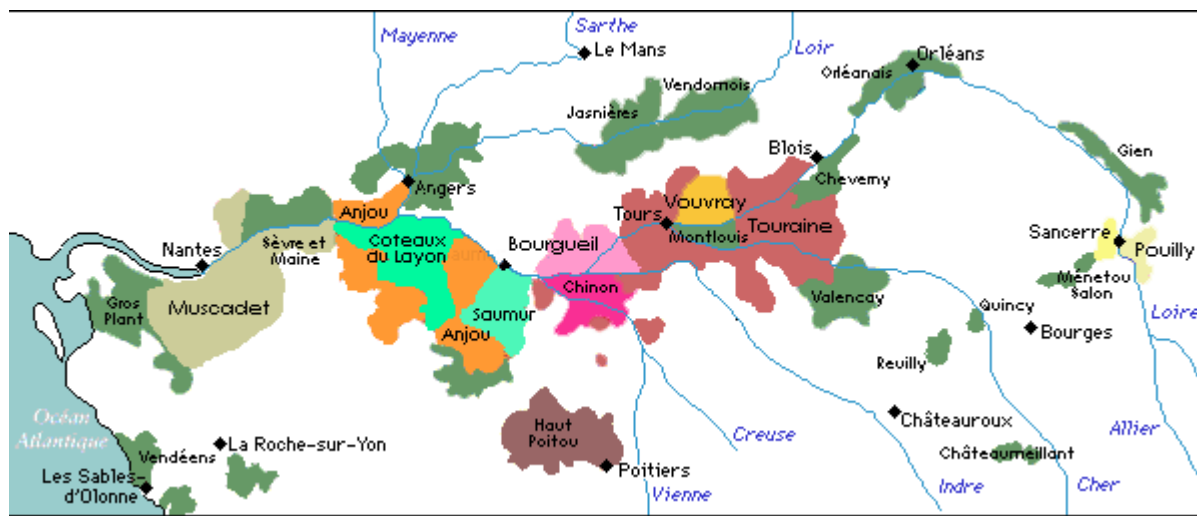 Sarthe
Mayenne
Le Mans
Loir
Orléans
Orléanais
Vendomois
Jasnières
Blois
Gien
Cheverny
Angers
Vouvray
Anjou
Tours
Touraine
Montlouis
Sancerre
Pouilly
Coteaux
du Layon
Bourgueil
Nantes
Sèvre et
Maine
Ménetou
Salon
Chinon
Valencay
Gros
Plant
Muscadet
Saumur
Quincy
Loire
Anjou
Bourges
Reuilly
Océan
Atlantique
Haut
Poitou
Châteauroux
Creuse
Allier
La Roche-sur-Yon
Vendéens
Châteaumeillant
Poitiers
Les Sables-
d'Olonne
Vienne
Indre
Cher